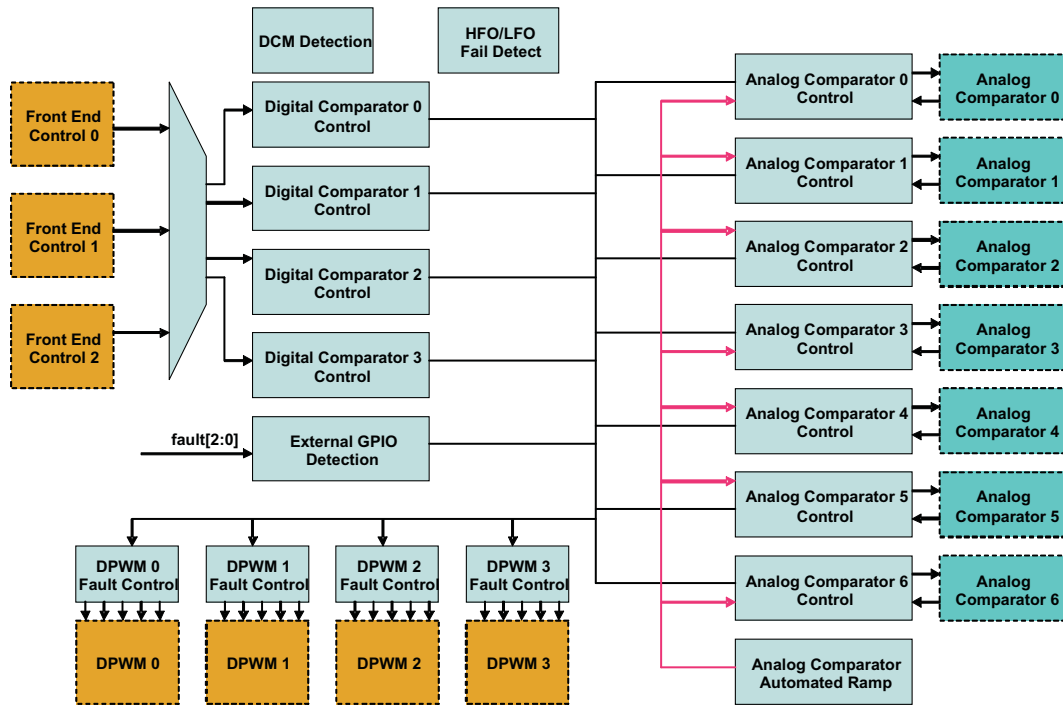 DCM Detection
HFO/LFO
Fail Detect
Front End
Control 0
Front End
Control 1
Front End
Control 2
Digital Comparator 0
Control
Digital Comparator 1
Control
Digital Comparator 2
Control
Digital Comparator 3
Control
fault[2:0]
External GPIO
Detection
Analog Comparator 0
Control
Analog
Comparator 0
Analog Comparator 1
Control
Analog
Comparator 1
Analog Comparator 2
Control
Analog
Comparator 2
Analog Comparator 3
Control
Analog
Comparator 3
Analog Comparator 4
Control
Analog
Comparator 4
Analog Comparator 5
Control
Analog
Comparator 5
Analog Comparator 6
Control
Analog
Comparator 6
Analog Comparator
Automated Ramp
DPWM 0
Fault Control
DPWM 1
Fault Control
DPWM 2
Fault Control
DPWM 3
Fault Control
DPWM 0
DPWM 1
DPWM 2
DPWM 3